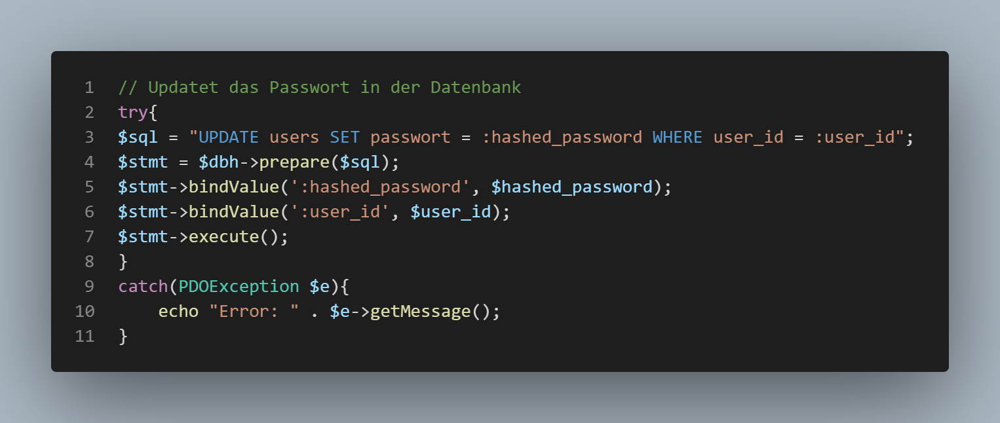 1 // Updatet das Passwort in der Datenbank
2 try{
3 $sql = "UPDATE users SET passwort = :hashed_password WHERE user_id = :user_id";
4 $stmt = $dbh->prepare($sql);
5 $stmt->bindValue(':hashed_password', $hashed_password);
6 $stmt->bindValue(':user_id', $user_id);
7 $stmt->execute();
8 }
9 catch(PDOException $e){
10     echo "Error: " . $e->getMessage();
11 }